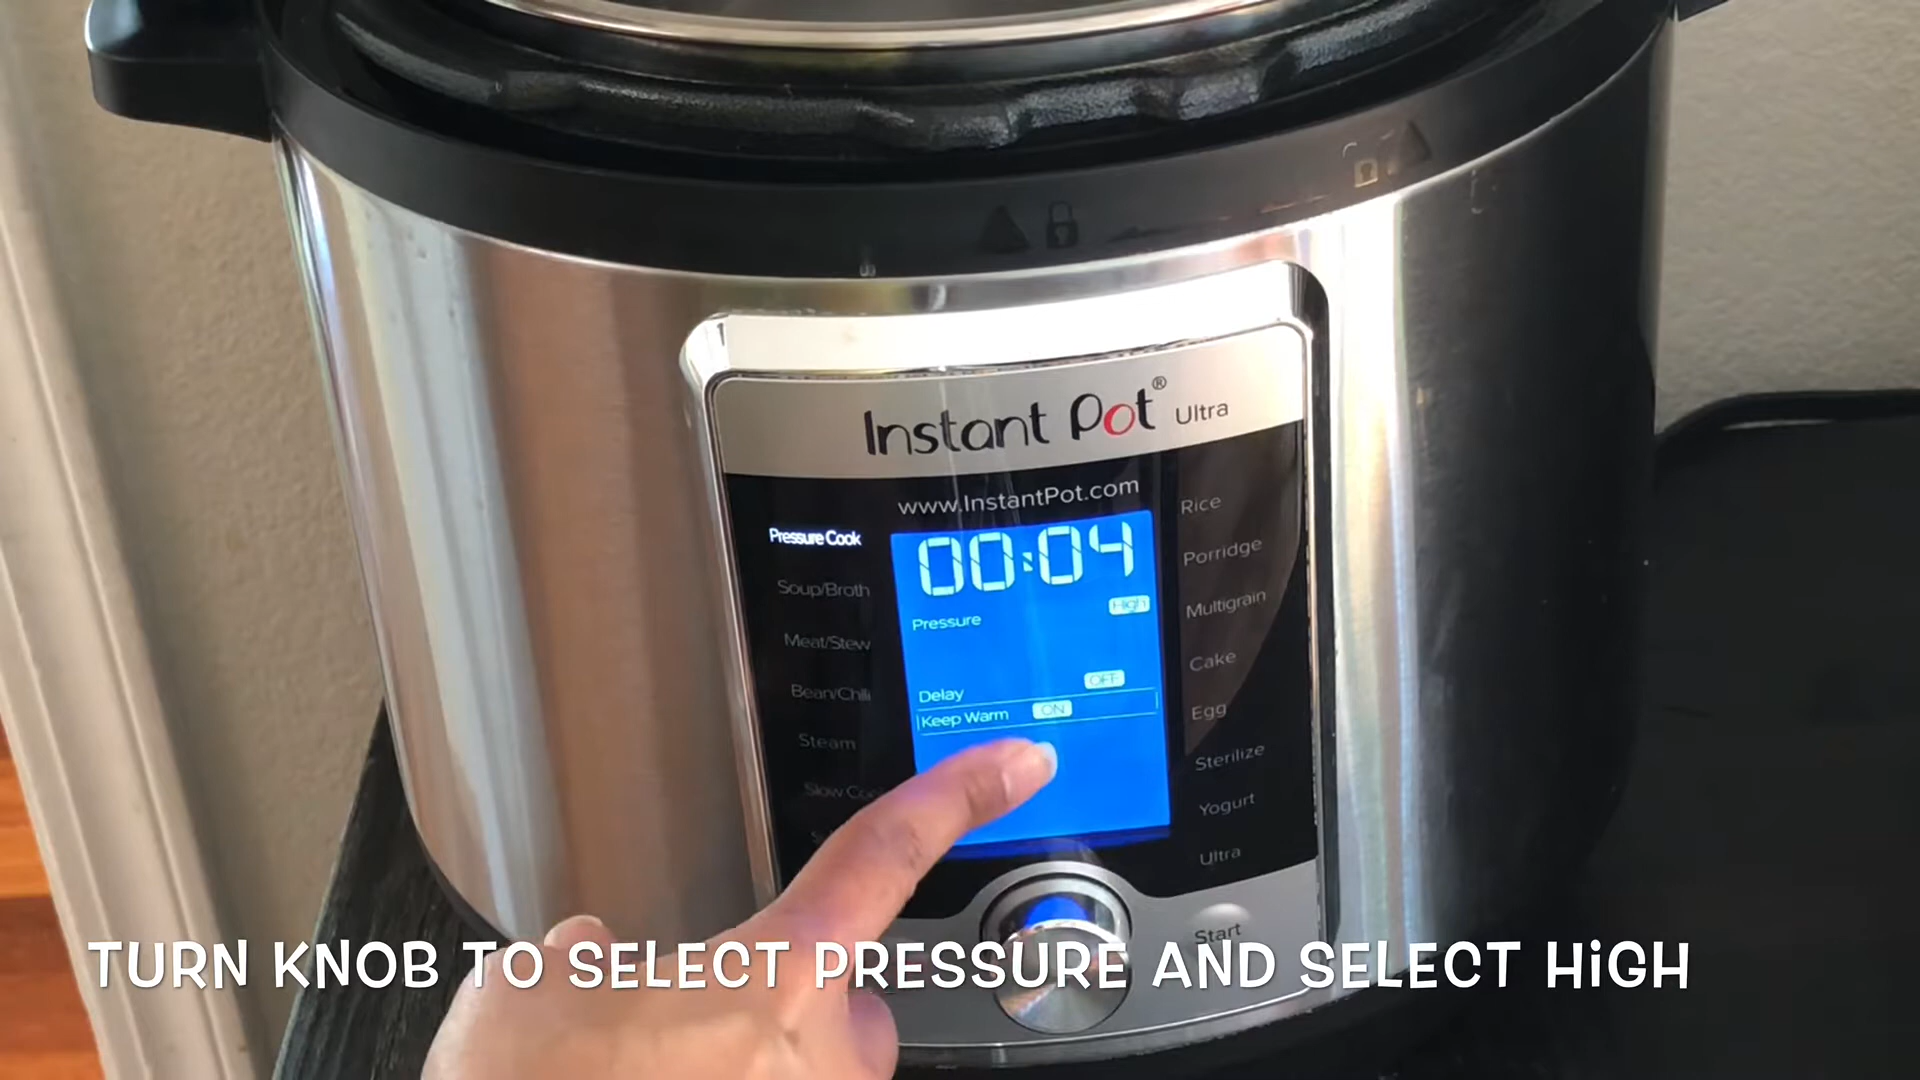 Instant Pot® Ultra
www.InstantPot.com
Pressure Cook
Soup/Broth
Meat/Stew
Bean/Chili
Steam
Slow
00:04
High
Pressure
Delay OFF
Keep Warm ON
Rice
Porridge
Multigrain
Cake
Egg
Sterilize
Yogurt
Ultra
Start
TURN KNOB TO SELECT PRESSURE AND SELECT HiGH